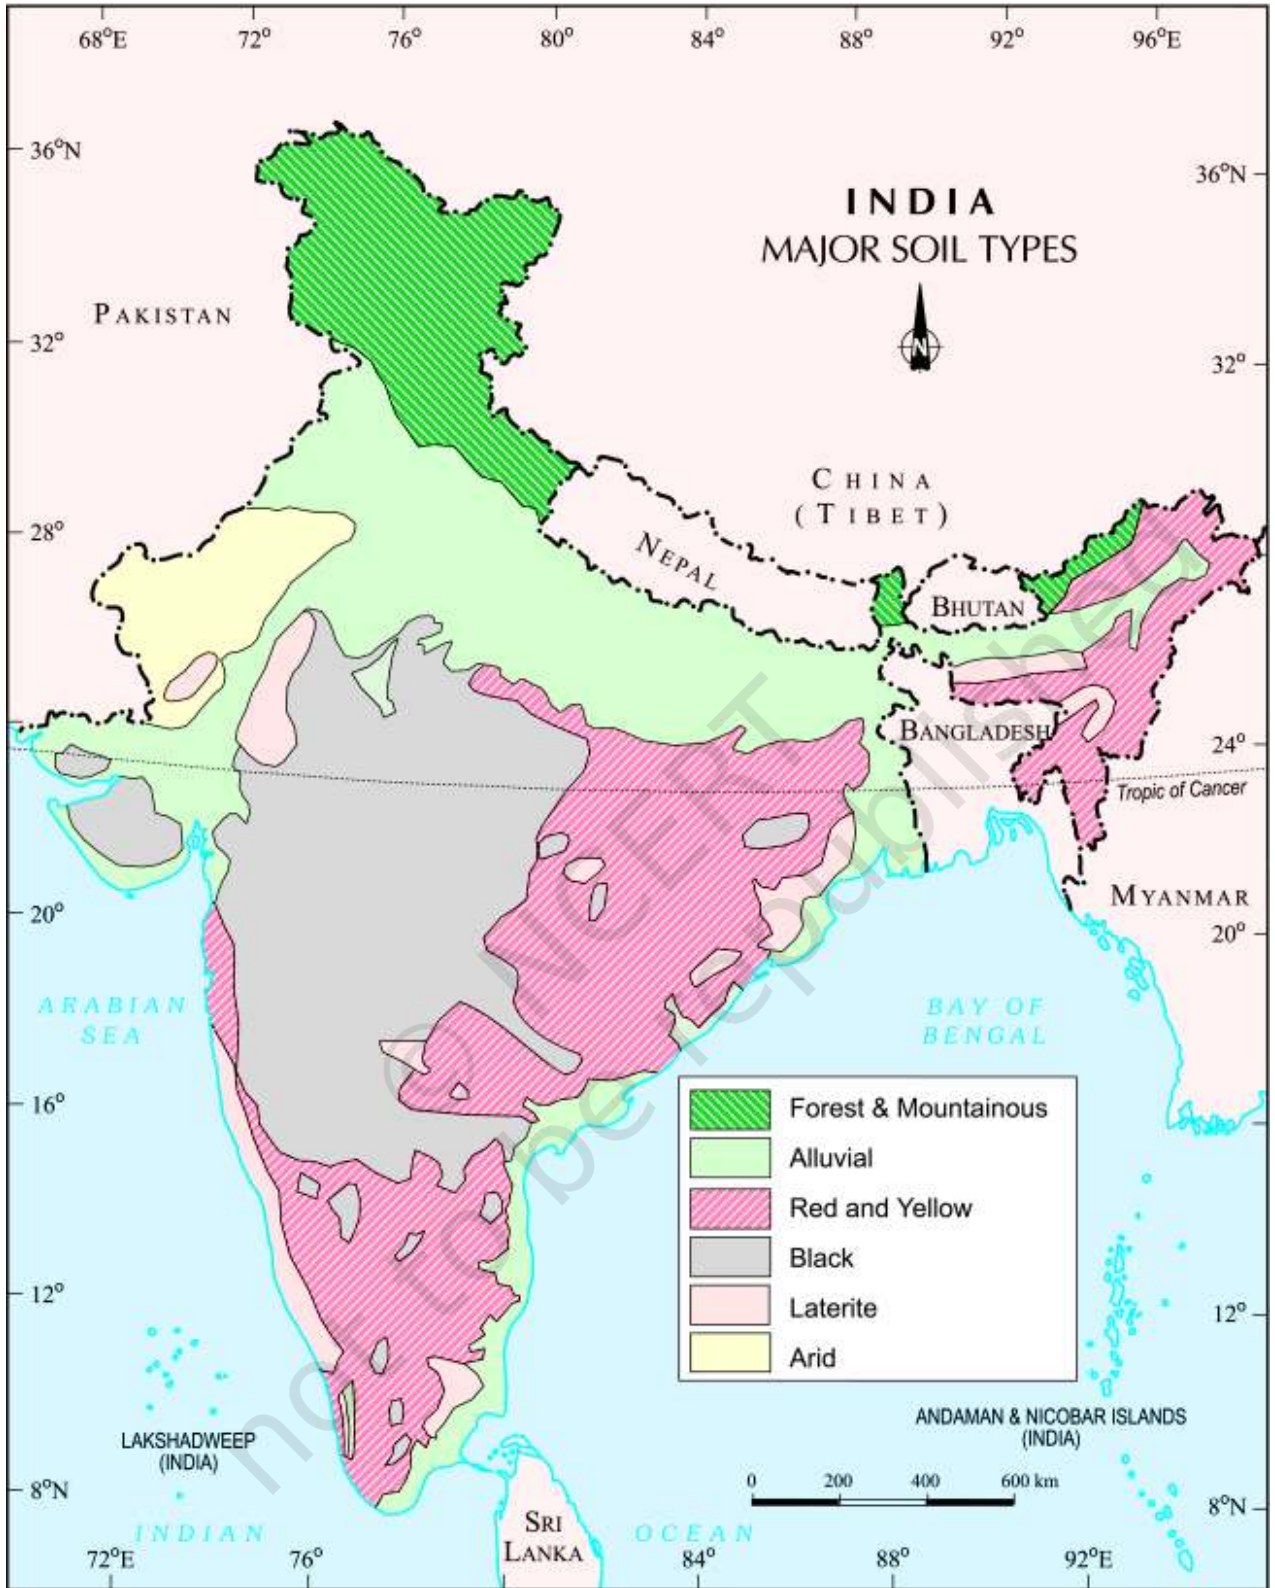 68°E 72° 76° 80° 84° 88° 92° 96°E
36°N
36°N
INDIA
MAJOR SOIL TYPES
N
PAKISTAN
32°
32°
CHINA
(TIBET)
28°
28°
NEPAL
BHUTAN
BANGLADESH
24°
Tropic of Cancer
MYANMAR
20°
20°
ARABIAN
SEA
BAY OF
BENGAL
© NCERT
not to be republished
16°
Forest & Mountainous
Alluvial
Red and Yellow
Black
Laterite
Arid
12°
12°
LAKSHADWEEP
(INDIA)
ANDAMAN & NICOBAR ISLANDS
(INDIA)
0 200 400 600 km
8°N
8°N
SRI
LANKA
INDIAN OCEAN
72°E 76° 84° 88° 92°E